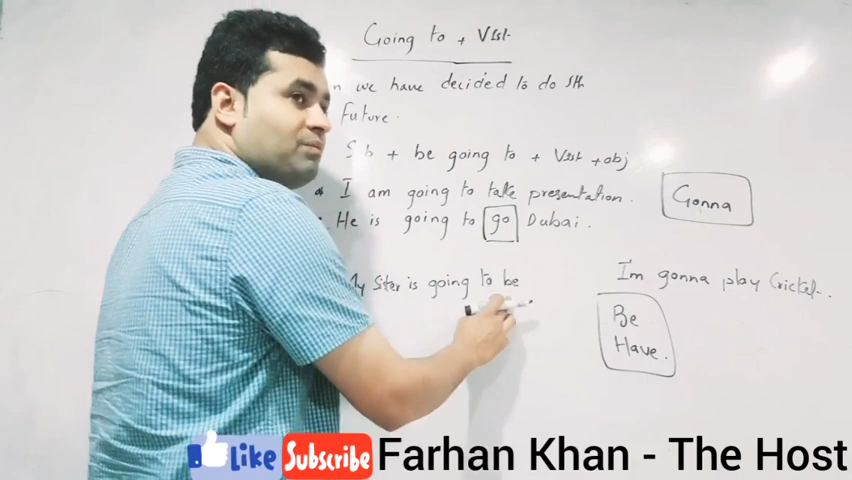 Going to + V1st
n we have decided to do Sth
Future.
Sub + be going to + V1st + obj
I am going to take presentation.
Gonna
He is going to go Dubai.
My Sister is going to be
I'm gonna play Cricket.
Be
Have.
Like
Subscribe
Farhan Khan - The Host